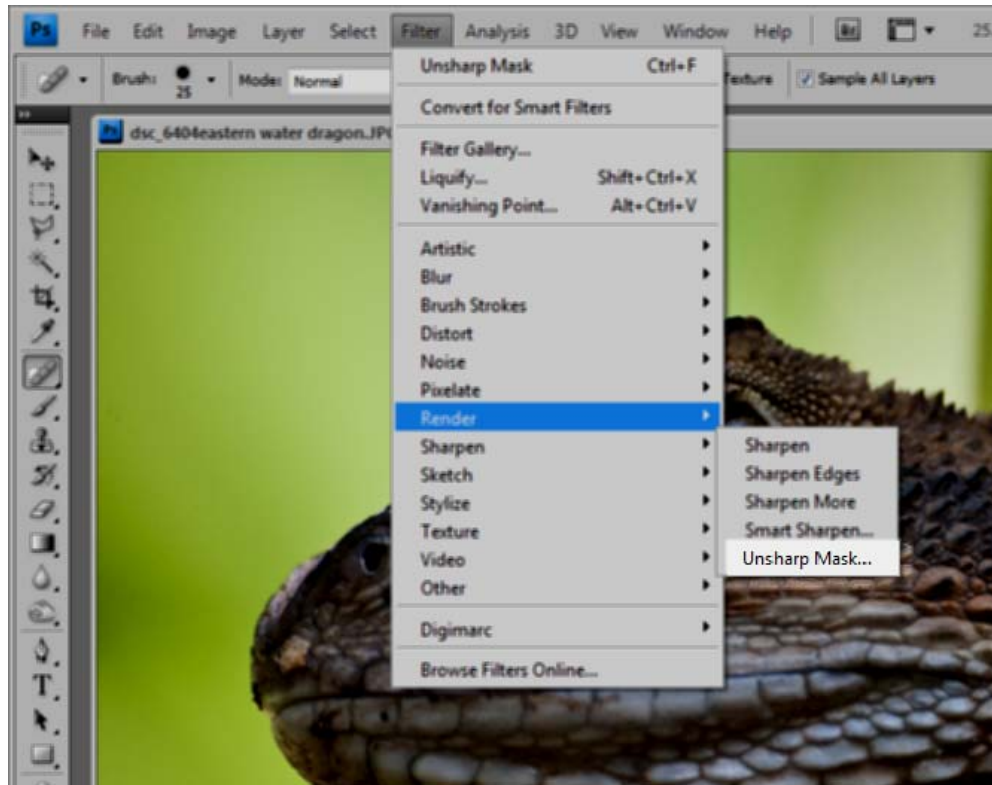 Ps File Edit Image Layer Select Filter Analysis 3D View Window Help Br 25
Brush: 25 Mode: Normal Texture Sample All Layers
Ps dsc_6404eastern water dragon.JPG
Unsharp Mask Ctrl+F
Convert for Smart Filters
Filter Gallery...
Liquify... Shift+Ctrl+X
Vanishing Point... Alt+Ctrl+V
Artistic
Blur
Brush Strokes
Distort
Noise
Pixelate
Render
Sharpen
Sketch
Stylize
Texture
Video
Other
Digimarc
Browse Filters Online...
Sharpen
Sharpen Edges
Sharpen More
Smart Sharpen...
Unsharp Mask...
T